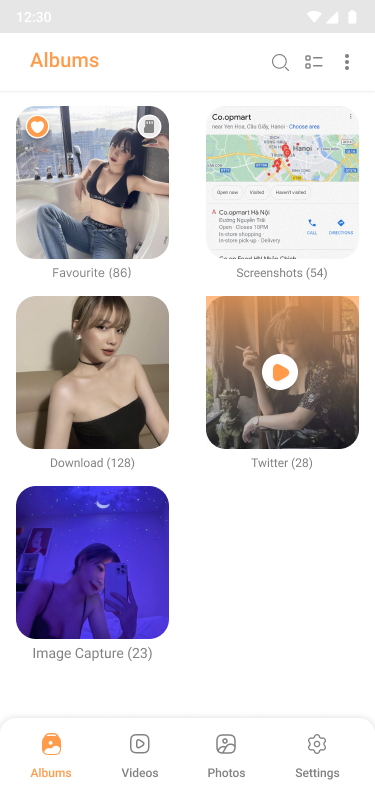 12:30
Albums
Co.opmart
near Yen Hoa, Cầu Giấy, Hanoi · Choose area
Hanoi
Open now
Visited
Haven't visited
Co.opmart Hà Nội
Đường Nguyễn Trãi
Open · Closes 10PM
In-store shopping ·
In-store pick-up · Delivery
CALL
DIRECTIONS
Favourite (86)
Screenshots (54)
Download (128)
Twitter (28)
Image Capture (23)
Albums
Videos
Photos
Settings